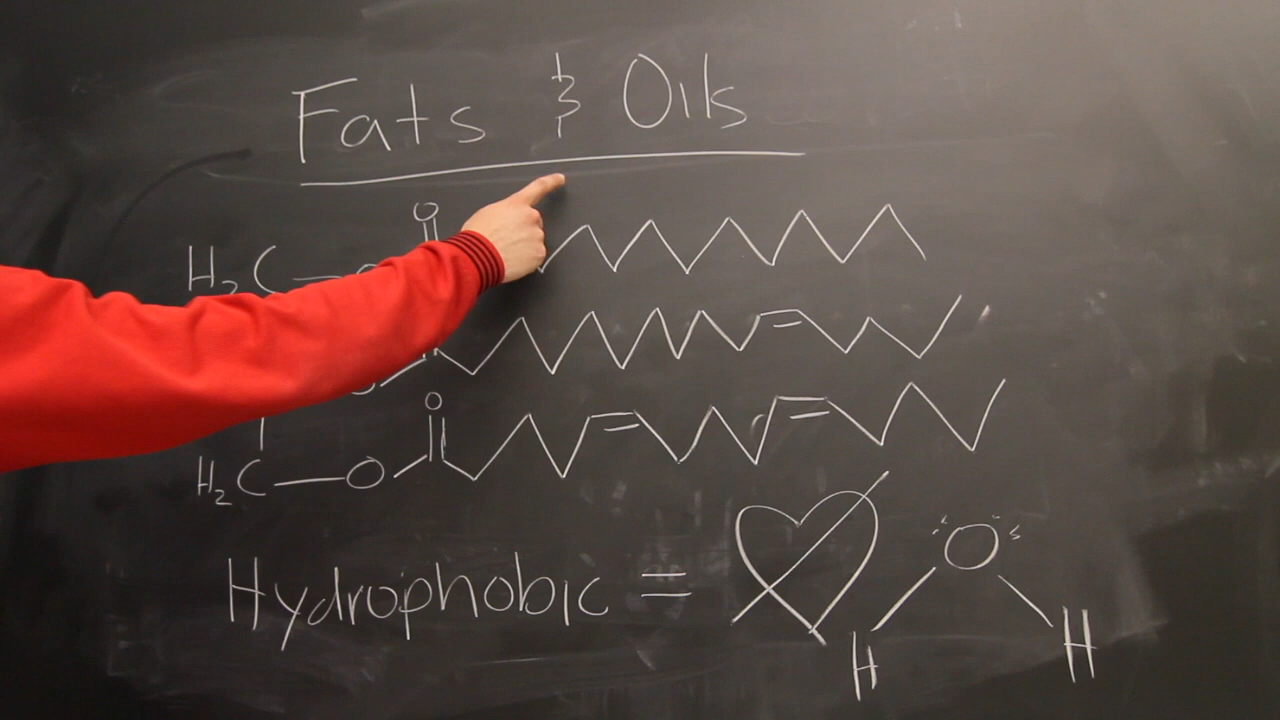 Fats & Oils
O
H₂C O
O
H₂C O
Hydrophobic = O
H H